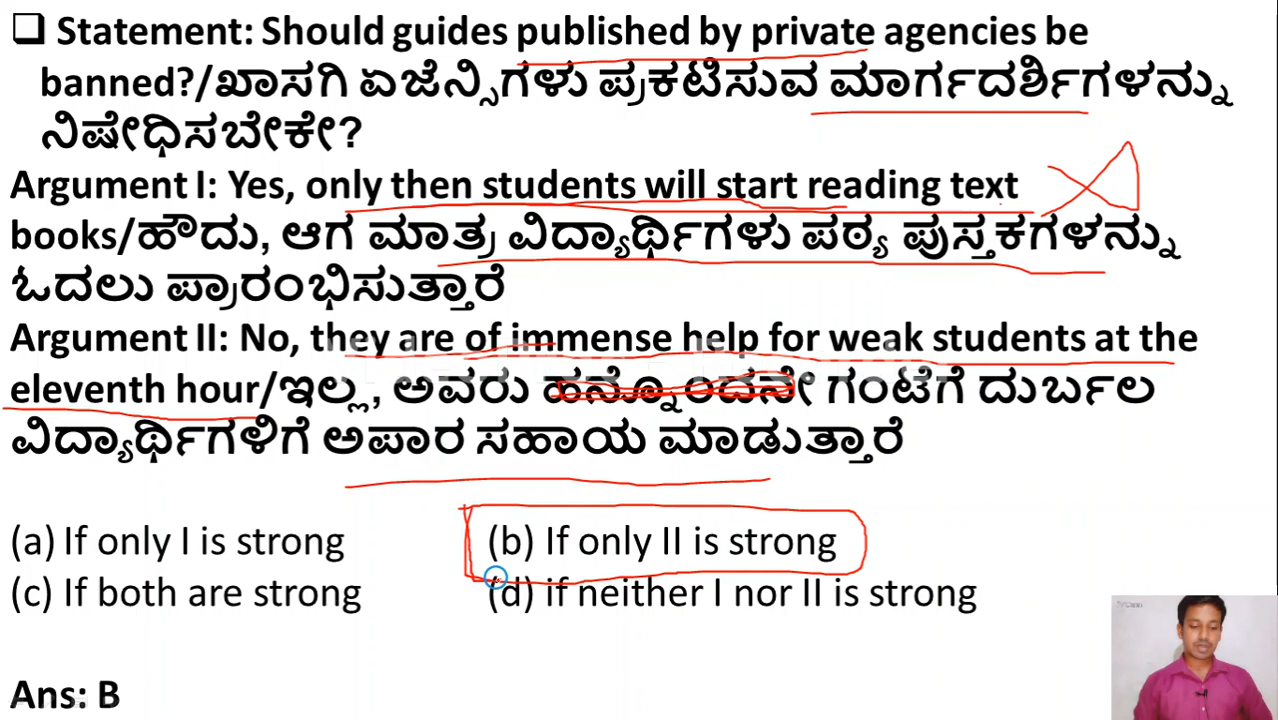 ❑ Statement: Should guides published by private agencies be
banned?/ಖಾಸಗಿ ಏಜೆನ್ಸಿಗಳು ಪ್ರಕಟಿಸುವ ಮಾರ್ಗದರ್ಶಿಗಳನ್ನು
ನಿಷೇಧಿಸಬೇಕೇ?
Argument I: Yes, only then students will start reading text
books/ಹೌದು, ಆಗ ಮಾತ್ರ ವಿದ್ಯಾರ್ಥಿಗಳು ಪಠ್ಯ ಪುಸ್ತಕಗಳನ್ನು
ಓದಲು ಪ್ರಾರಂಭಿಸುತ್ತಾರೆ
Argument II: No, they are of immense help for weak students at the
eleventh hour/ಇಲ್ಲ, ಅವರು ಹನ್ನೊಂದನೇ ಗಂಟೆಗೆ ದುರ್ಬಲ
ವಿದ್ಯಾರ್ಥಿಗಳಿಗೆ ಅಪಾರ ಸಹಾಯ ಮಾಡುತ್ತಾರೆ
(a) If only I is strong (b) If only II is strong
(c) If both are strong (d) if neither I nor II is strong
Ans: B